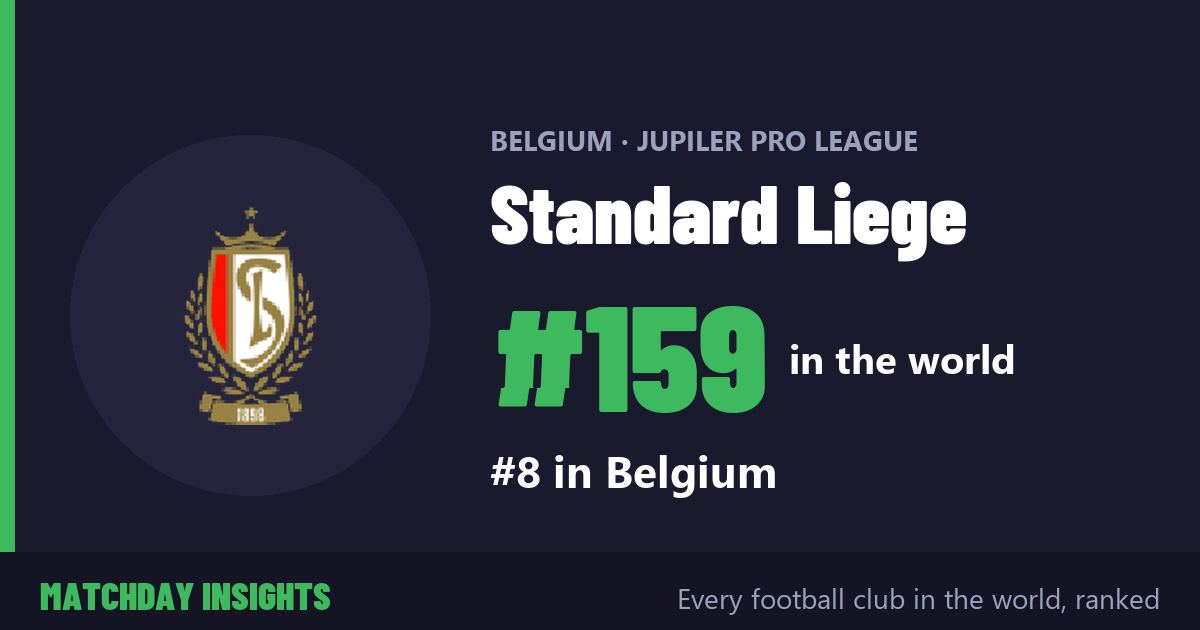 BELGIUM · JUPILER PRO LEAGUE
Standard Liege
#159 in the world
#8 in Belgium
1898
MATCHDAY INSIGHTS
Every football club in the world, ranked